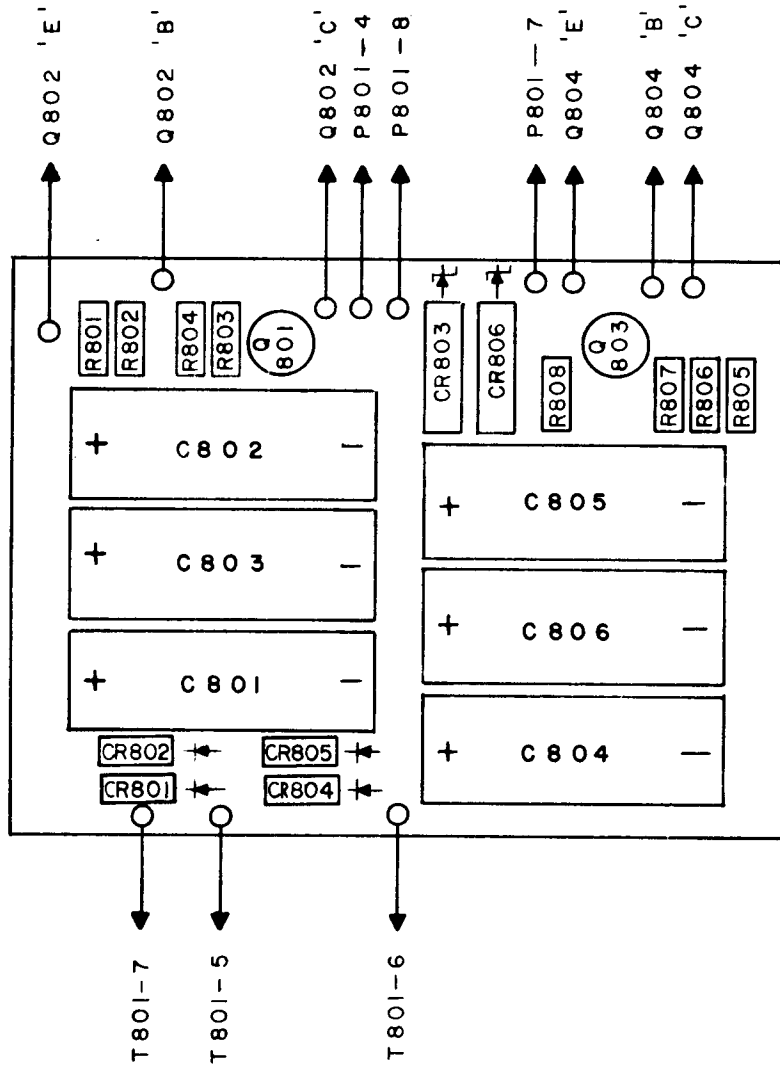 Q802 'E'
Q802 'B'
Q802 'C'
P801-4
P801-8
P801-7
Q804 'E'
Q804 'B'
Q804 'C'
R801
R802
R804
R803
Q
801
CR803
CR806
R808
Q
803
R807
R806
R805
+ C802 −
+ C803 −
+ C801 −
+ C805 −
+ C806 −
+ C804 −
CR802
CR805
CR801
CR804
T801-7
T801-5
T801-6